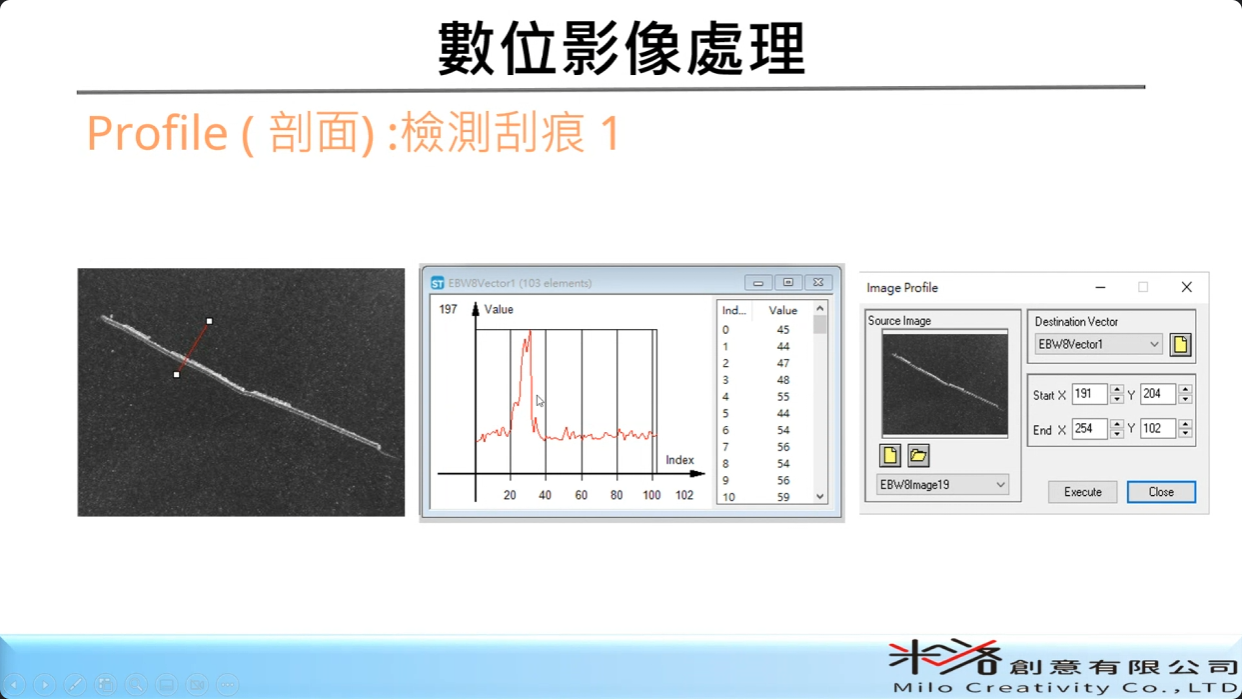 數位影像處理
Profile ( 剖面) :檢測刮痕 1
EBW8Vector1 (103 elements)
197 Value
Index
20 40 60 80 100 102
Ind... Value
0 45
1 44
2 47
3 48
4 55
5 44
6 54
7 56
8 54
9 56
10 59
Image Profile
Source Image
EBW8Image19
Destination Vector
EBW8Vector1
Start X 191 Y 204
End X 254 Y 102
Execute Close
米洛創意有限公司
Milo Creativity Co.,LTD